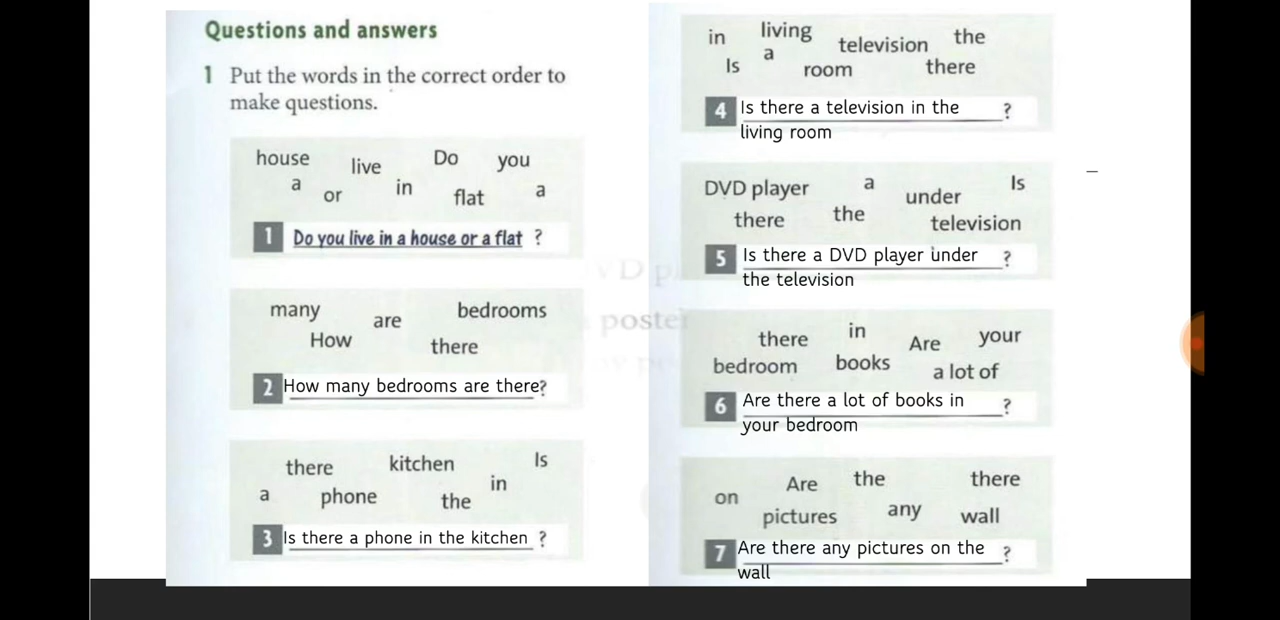 Questions and answers
1 Put the words in the correct order to
make questions.
house live Do you
a or in flat a
1 Do you live in a house or a flat ?
many are bedrooms
How there
2 How many bedrooms are there?
there kitchen Is
a phone the in
3 Is there a phone in the kitchen ?
in living television the
Is a room there
4 Is there a television in the ?
living room
DVD player a under Is
there the television
5 Is there a DVD player under ?
the television
there in Are your
bedroom books a lot of
6 Are there a lot of books in ?
your bedroom
on Are the there
pictures any wall
7 Are there any pictures on the ?
wall